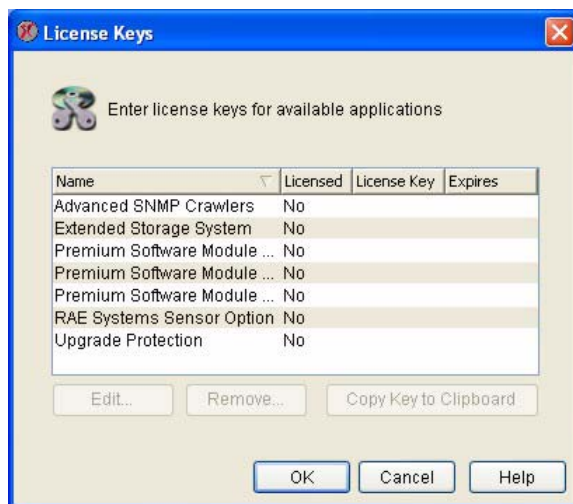 License Keys
Enter license keys for available applications
Name Licensed License Key Expires
Advanced SNMP Crawlers No
Extended Storage System No
Premium Software Module ... No
Premium Software Module ... No
Premium Software Module ... No
RAE Systems Sensor Option No
Upgrade Protection No
Edit... Remove... Copy Key to Clipboard
OK Cancel Help